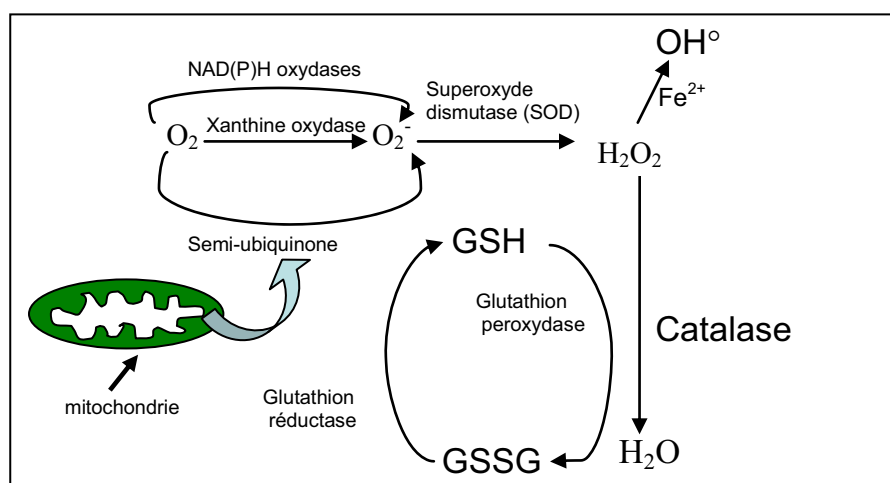 OH°
NAD(P)H oxydases
Superoxyde
dismutase (SOD)
Fe²⁺
O₂
Xanthine oxydase
O₂⁻
H₂O₂
Semi-ubiquinone
GSH
Glutathion
peroxydase
Catalase
mitochondrie
Glutathion
réductase
GSSG
H₂O